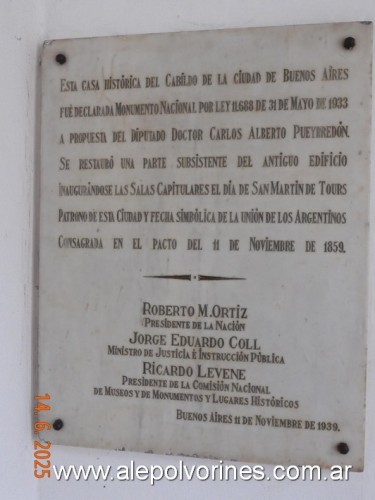 Esta casa histórica del Cabildo de la ciudad de Buenos Aires
fué declarada Monumento Nacional por Ley 11.688 de 31 de Mayo de 1933
a propuesta del Diputado Doctor Carlos Alberto Pueyrredón.
Se restauró una parte subsistente del antiguo edificio
inaugurándose las Salas Capitulares el día de San Martín de Tours
Patrono de esta Ciudad y fecha simbólica de la unión de los Argentinos
Consagrada en el pacto del 11 de Noviembre de 1859.
Roberto M. Ortiz
Presidente de la Nación
Jorge Eduardo Coll
Ministro de Justicia é Instrucción Pública
Ricardo Levene
Presidente de la Comisión Nacional
de Museos y de Monumentos y Lugares Históricos
Buenos Aires 11 de Noviembre de 1939.
14.6.2025
www.alepolvorines.com.ar